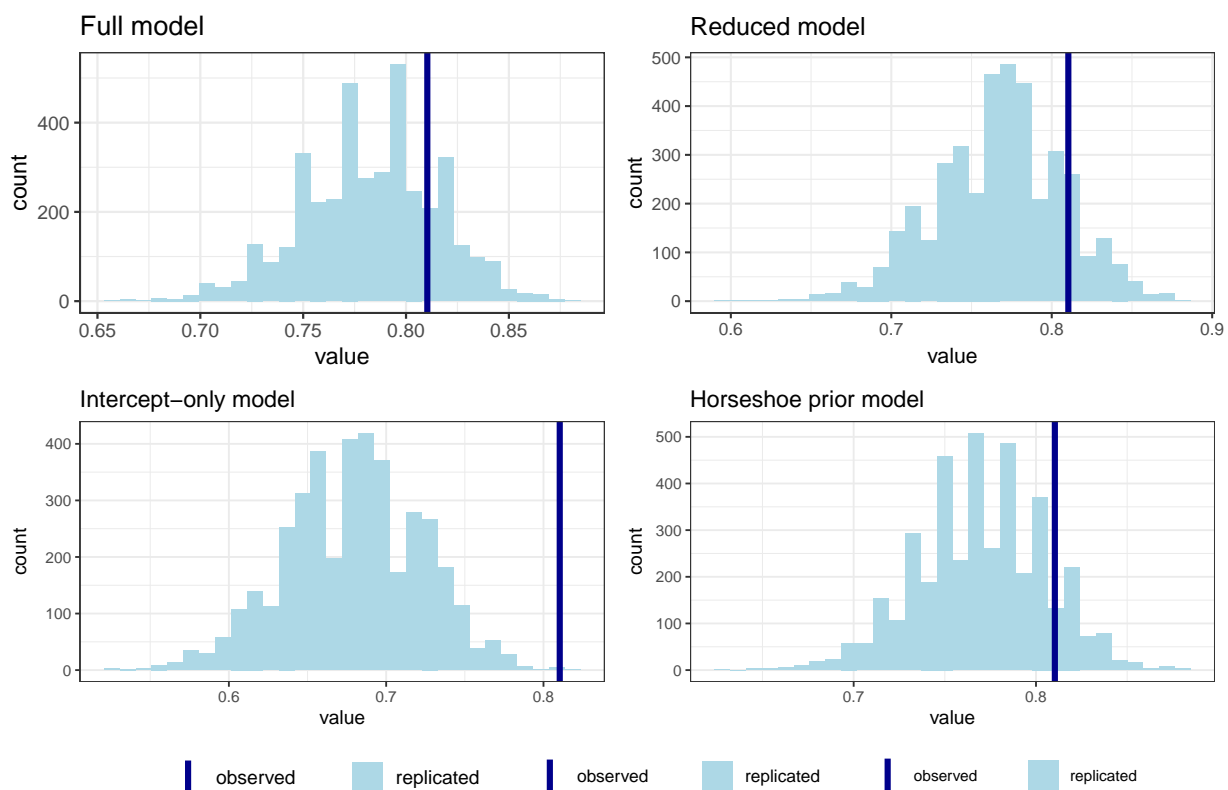 Full model
Reduced model
count
400
200
0
0.65 0.70 0.75 0.80 0.85
value
count
500
400
300
200
100
0
0.6 0.7 0.8 0.9
value
Intercept−only model
Horseshoe prior model
count
400
300
200
100
0
0.6 0.7 0.8
value
count
500
400
300
200
100
0
0.7 0.8
value
observed replicated observed replicated observed replicated